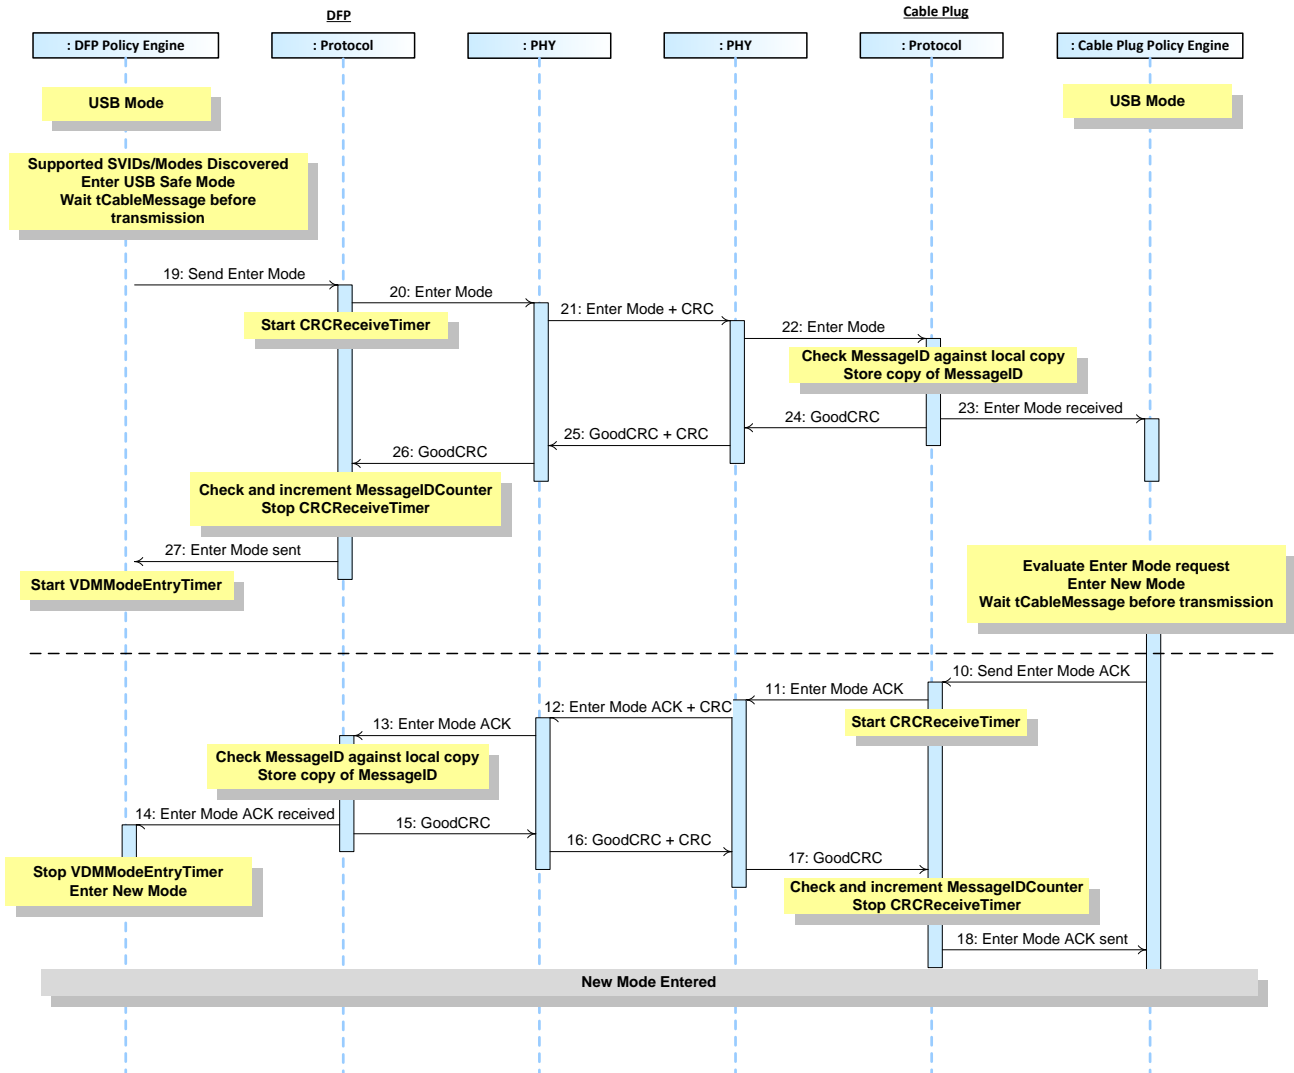 DFP
Cable Plug
: DFP Policy Engine
: Protocol
: PHY
: PHY
: Protocol
: Cable Plug Policy Engine
USB Mode
USB Mode
Supported SVIDs/Modes Discovered
Enter USB Safe Mode
Wait tCableMessage before
transmission
19: Send Enter Mode
20: Enter Mode
21: Enter Mode + CRC
Start CRCReceiveTimer
22: Enter Mode
Check MessageID against local copy
Store copy of MessageID
23: Enter Mode received
24: GoodCRC
25: GoodCRC + CRC
26: GoodCRC
Check and increment MessageIDCounter
Stop CRCReceiveTimer
27: Enter Mode sent
Start VDMModeEntryTimer
Evaluate Enter Mode request
Enter New Mode
Wait tCableMessage before transmission
10: Send Enter Mode ACK
11: Enter Mode ACK
12: Enter Mode ACK + CRC
Start CRCReceiveTimer
13: Enter Mode ACK
Check MessageID against local copy
Store copy of MessageID
14: Enter Mode ACK received
15: GoodCRC
16: GoodCRC + CRC
17: GoodCRC
Stop VDMModeEntryTimer
Enter New Mode
Check and increment MessageIDCounter
Stop CRCReceiveTimer
18: Enter Mode ACK sent
New Mode Entered